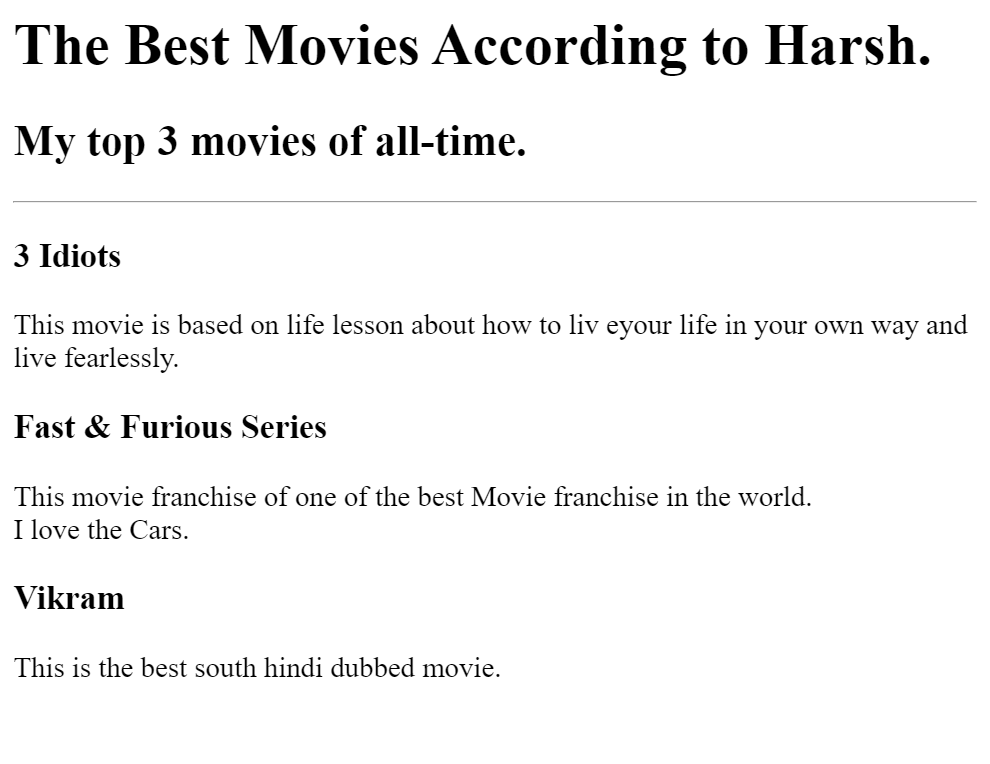 The Best Movies According to Harsh.
My top 3 movies of all-time.
3 Idiots
This movie is based on life lesson about how to liv eyour life in your own way and
live fearlessly.
Fast & Furious Series
This movie franchise of one of the best Movie franchise in the world.
I love the Cars.
Vikram
This is the best south hindi dubbed movie.